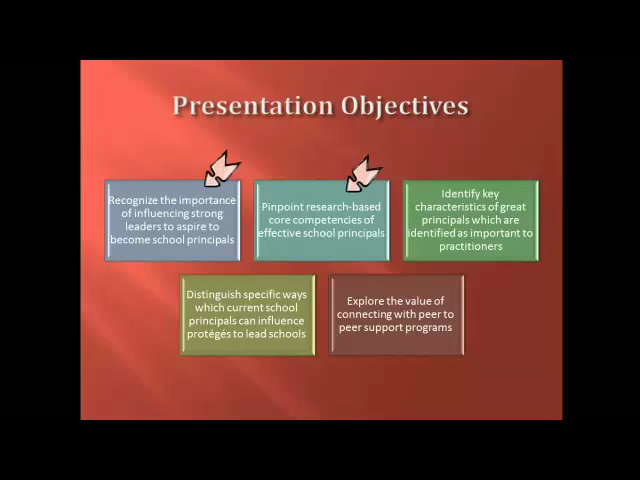 Presentation Objectives
Recognize the importance
of influencing strong
leaders to aspire to
become school principals
Pinpoint research-based
core competencies of
effective school principals
Identify key
characteristics of great
principals which are
identified as important to
practitioners
Distinguish specific ways
which current school
principals can influence
protégés to lead schools
Explore the value of
connecting with peer to
peer support programs